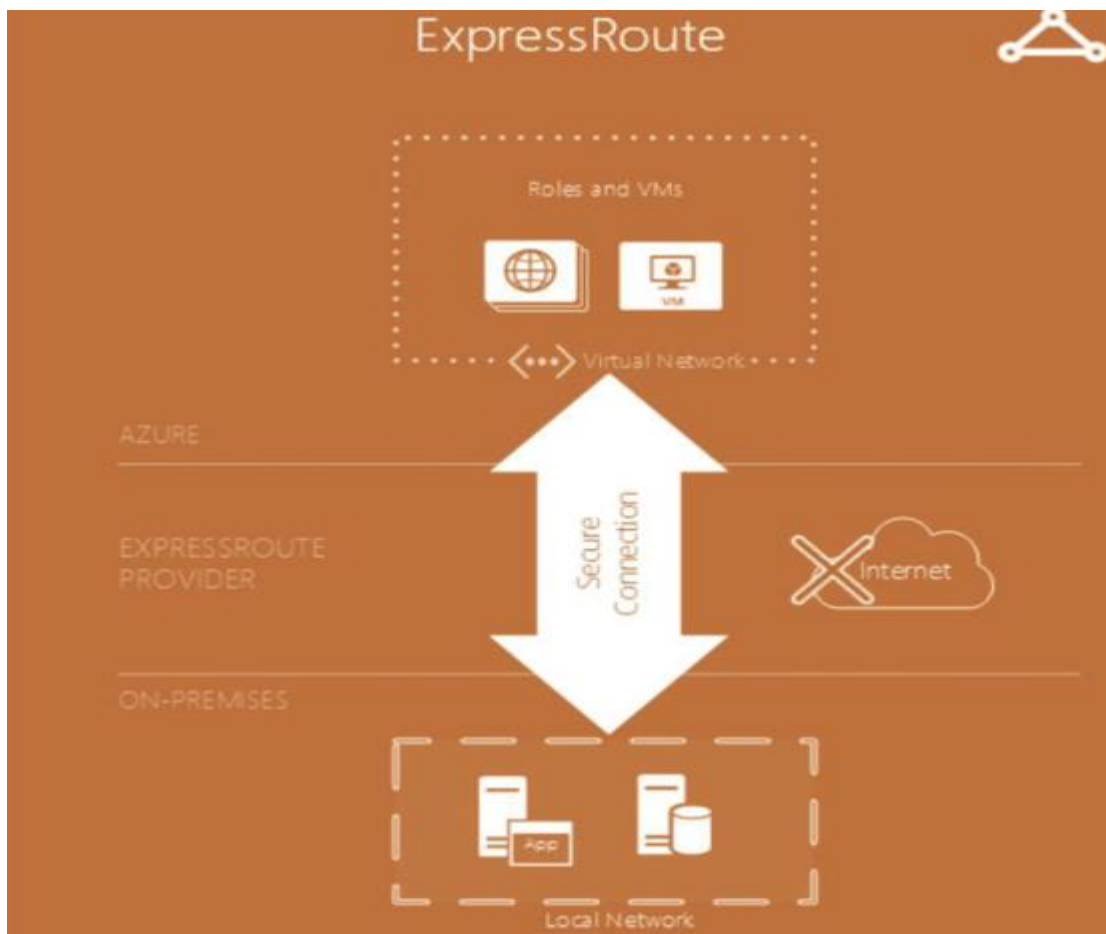 ExpressRoute
Roles and VMs
VM
Virtual Network
AZURE
EXPRESSROUTE
PROVIDER
Secure
Connection
Internet
ON-PREMISES
App
Local Network